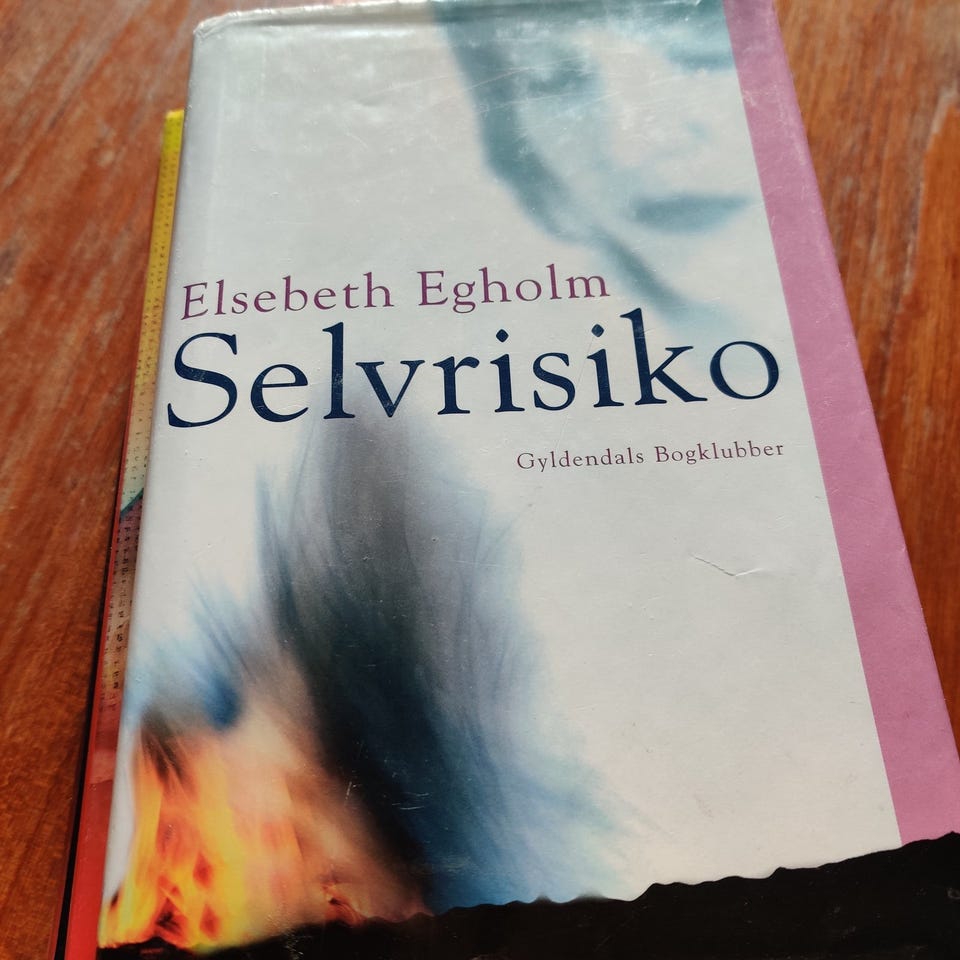 Elsebeth Egholm
Selvrisiko
Gyldendals Bogklubber